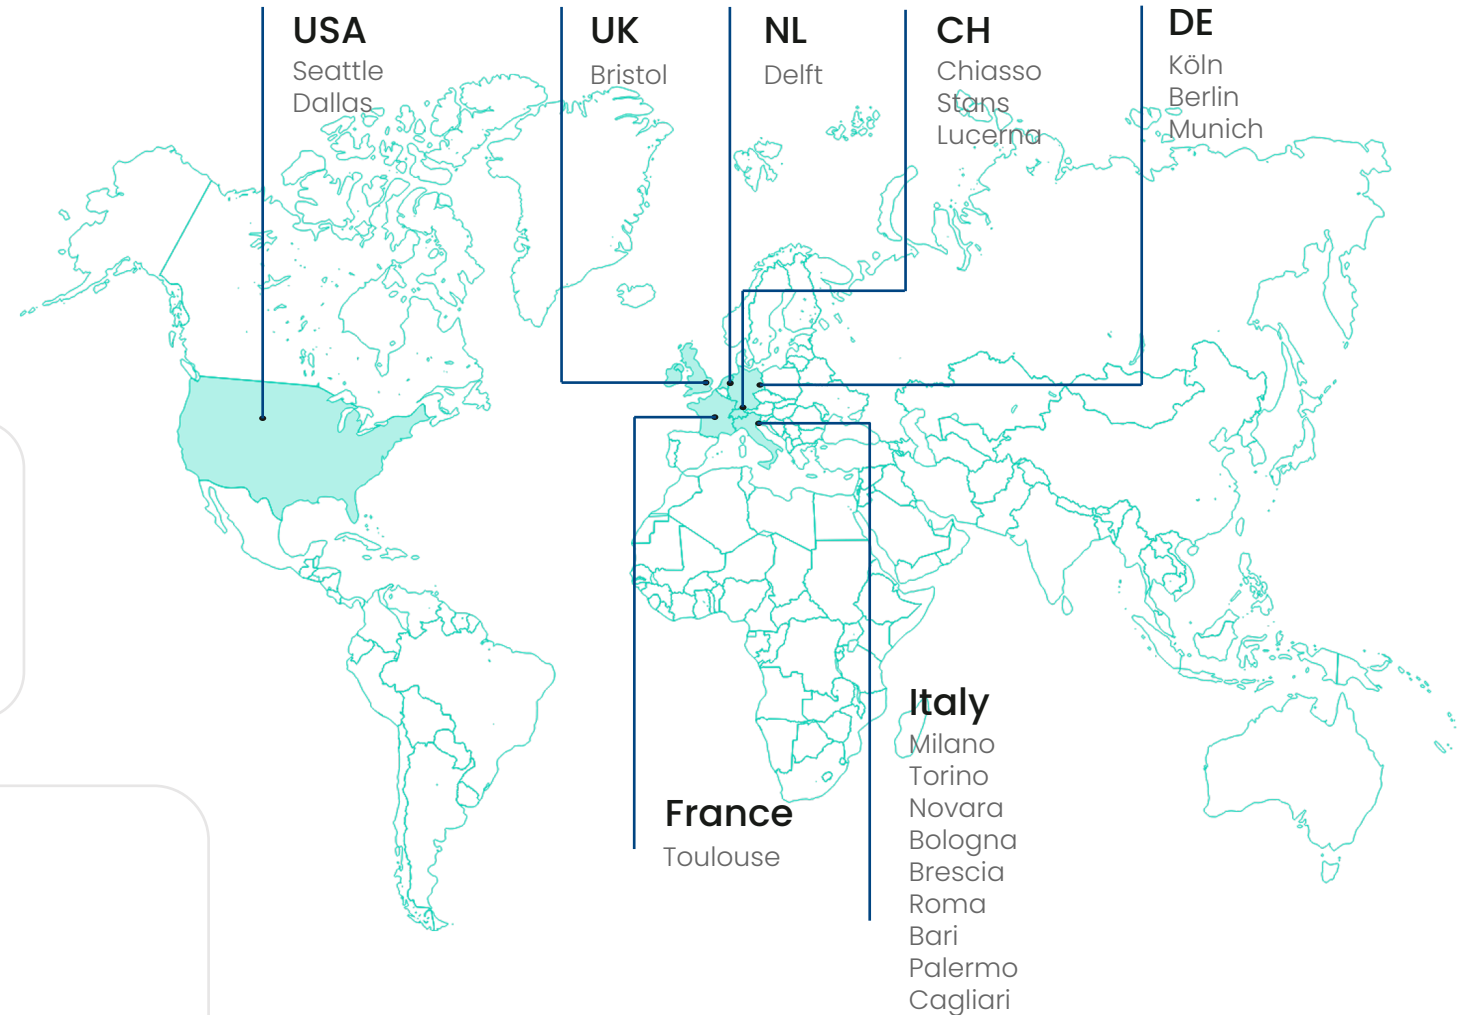 USA
Seattle
Dallas
UK
Bristol
NL
Delft
CH
Chiasso
Stans
Lucerna
DE
Köln
Berlin
Munich
France
Toulouse
Italy
Milano
Torino
Novara
Bologna
Brescia
Roma
Bari
Palermo
Cagliari